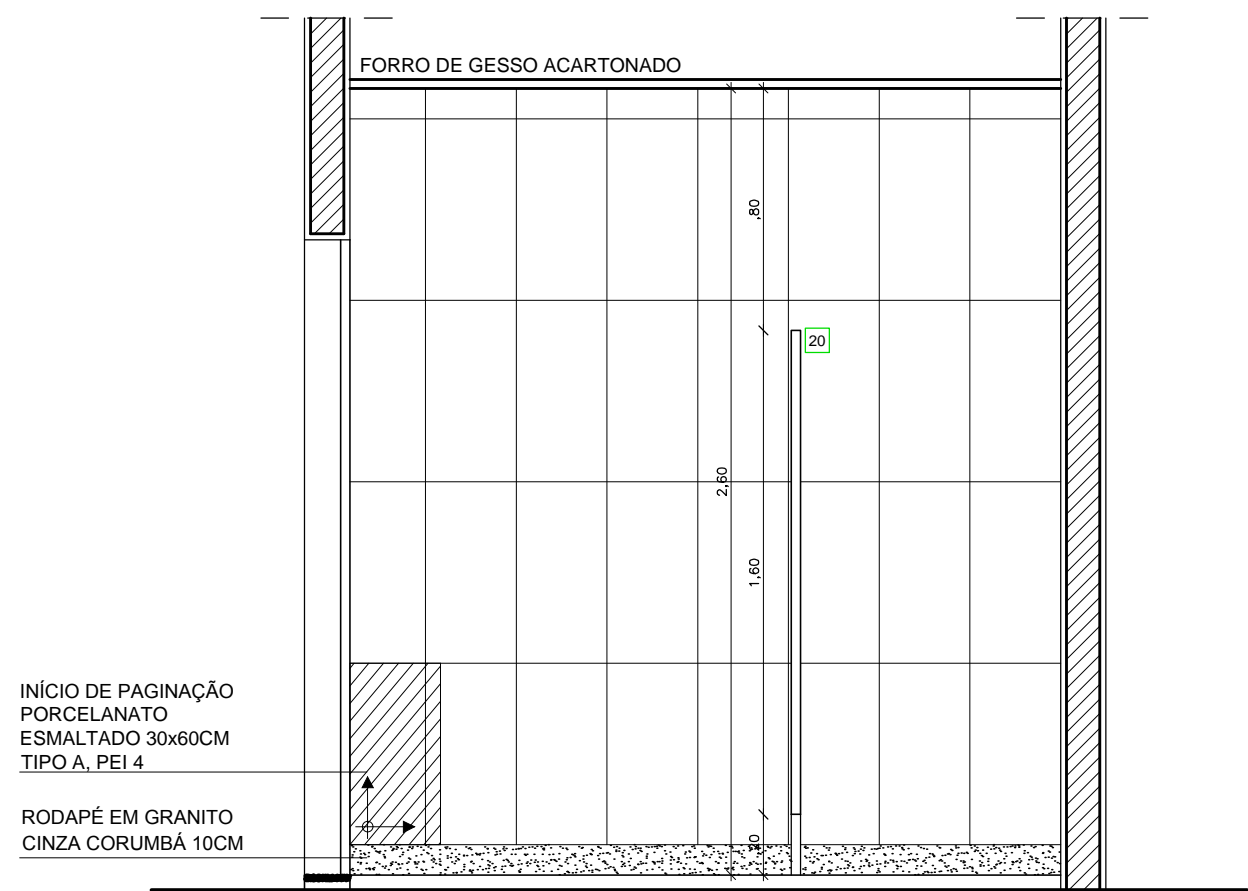 FORRO DE GESSO ACARTONADO
,80
20
2,60
1,60
INÍCIO DE PAGINAÇÃO
PORCELANATO
ESMALTADO 30x60CM
TIPO A, PEI 4
RODAPÉ EM GRANITO
CINZA CORUMBÁ 10CM
,20